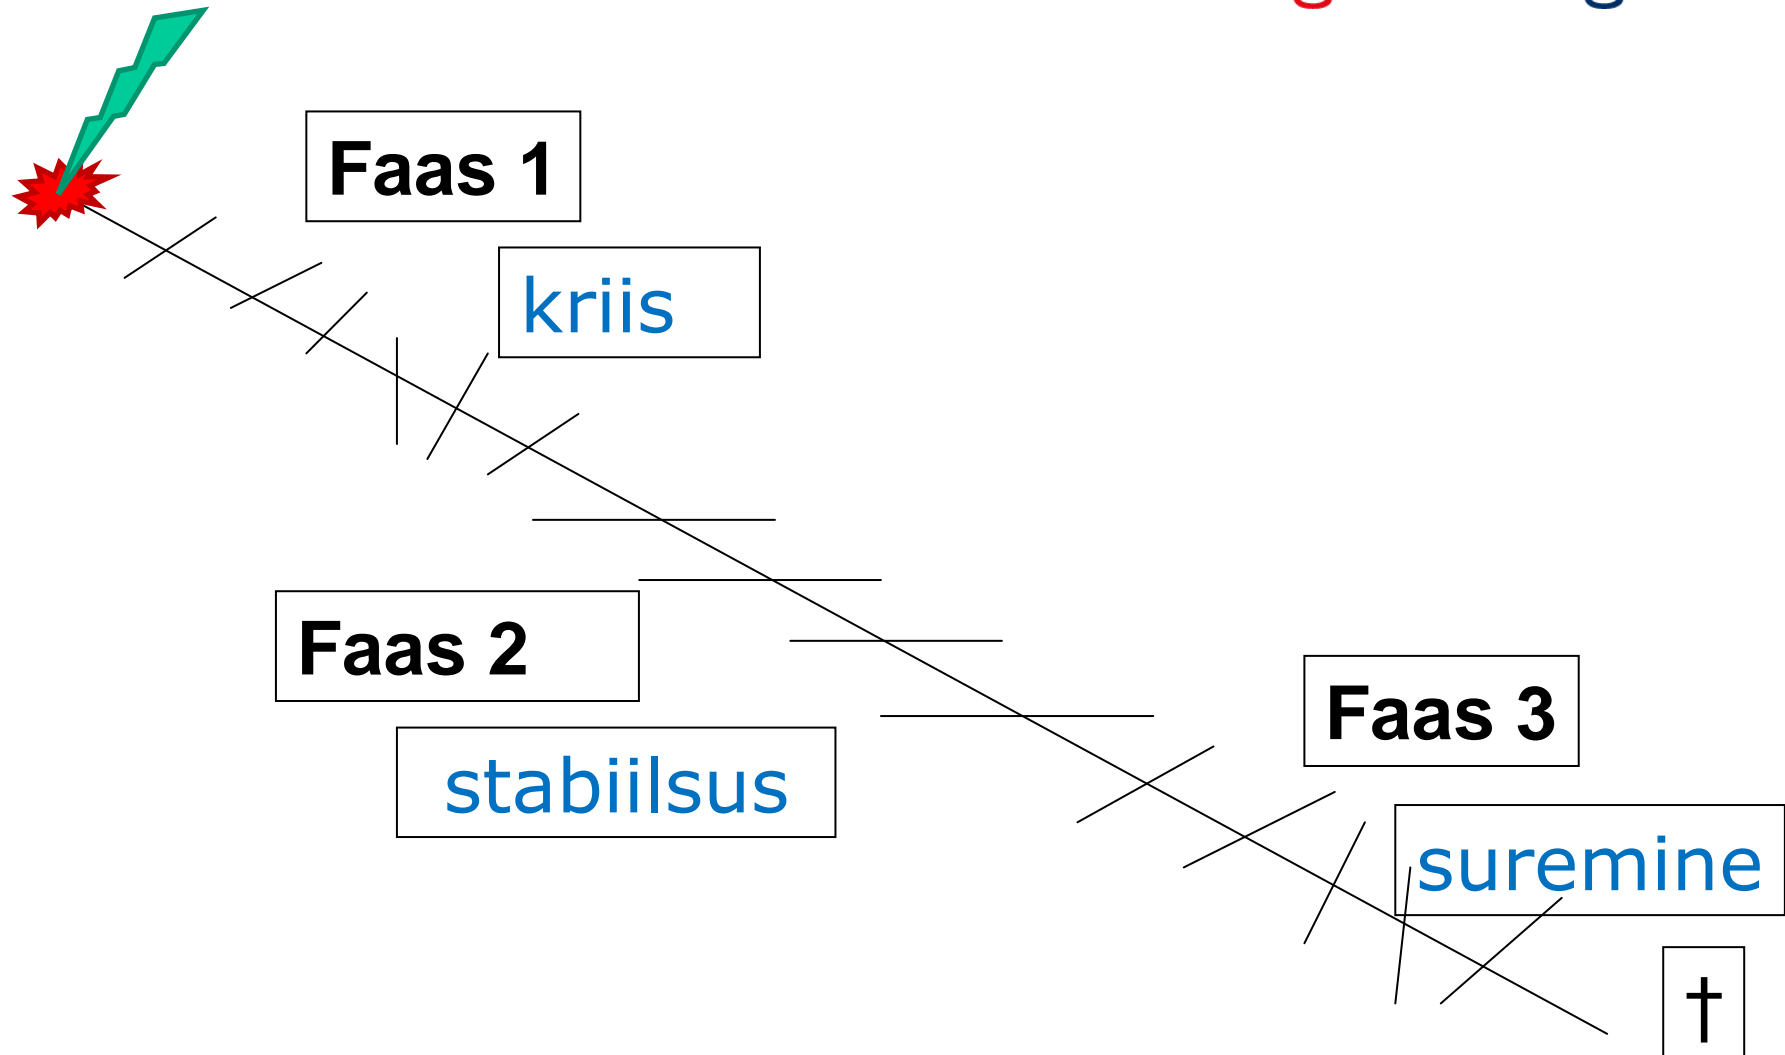 Faas 1
kriis
Faas 2
stabiilsus
Faas 3
suremine
†